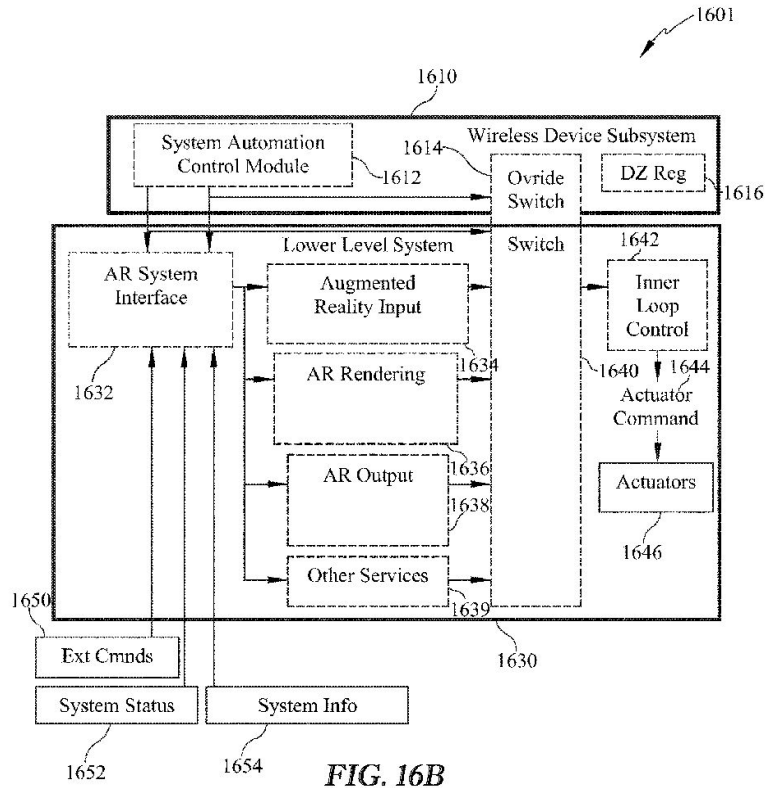 1601
1610
System Automation
Control Module
1612
Wireless Device Subsystem
1614
Ovride
Switch
DZ Reg
1616
Lower Level System
Switch
1642
AR System
Interface
1632
Augmented
Reality Input
1634
Inner
Loop
Control
AR Rendering
1636
1640
1644
Actuator
Command
AR Output
1638
Actuators
1646
Other Services
1639
1650
Ext Cmnds
1630
System Status
System Info
1652
1654
FIG. 16B